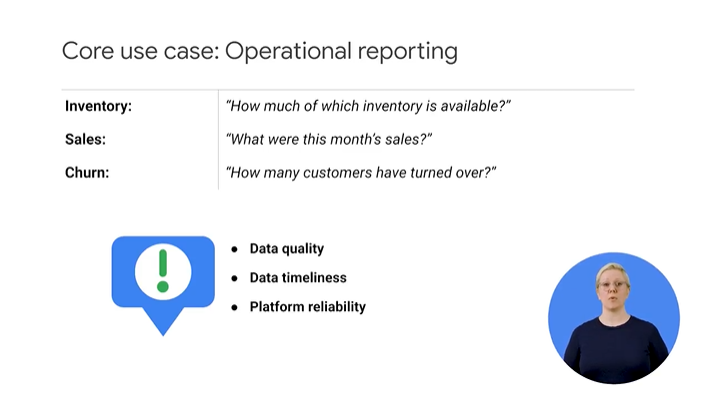 Core use case: Operational reporting
Inventory: “How much of which inventory is available?”
Sales: “What were this month’s sales?”
Churn: “How many customers have turned over?”
● Data quality
● Data timeliness
● Platform reliability